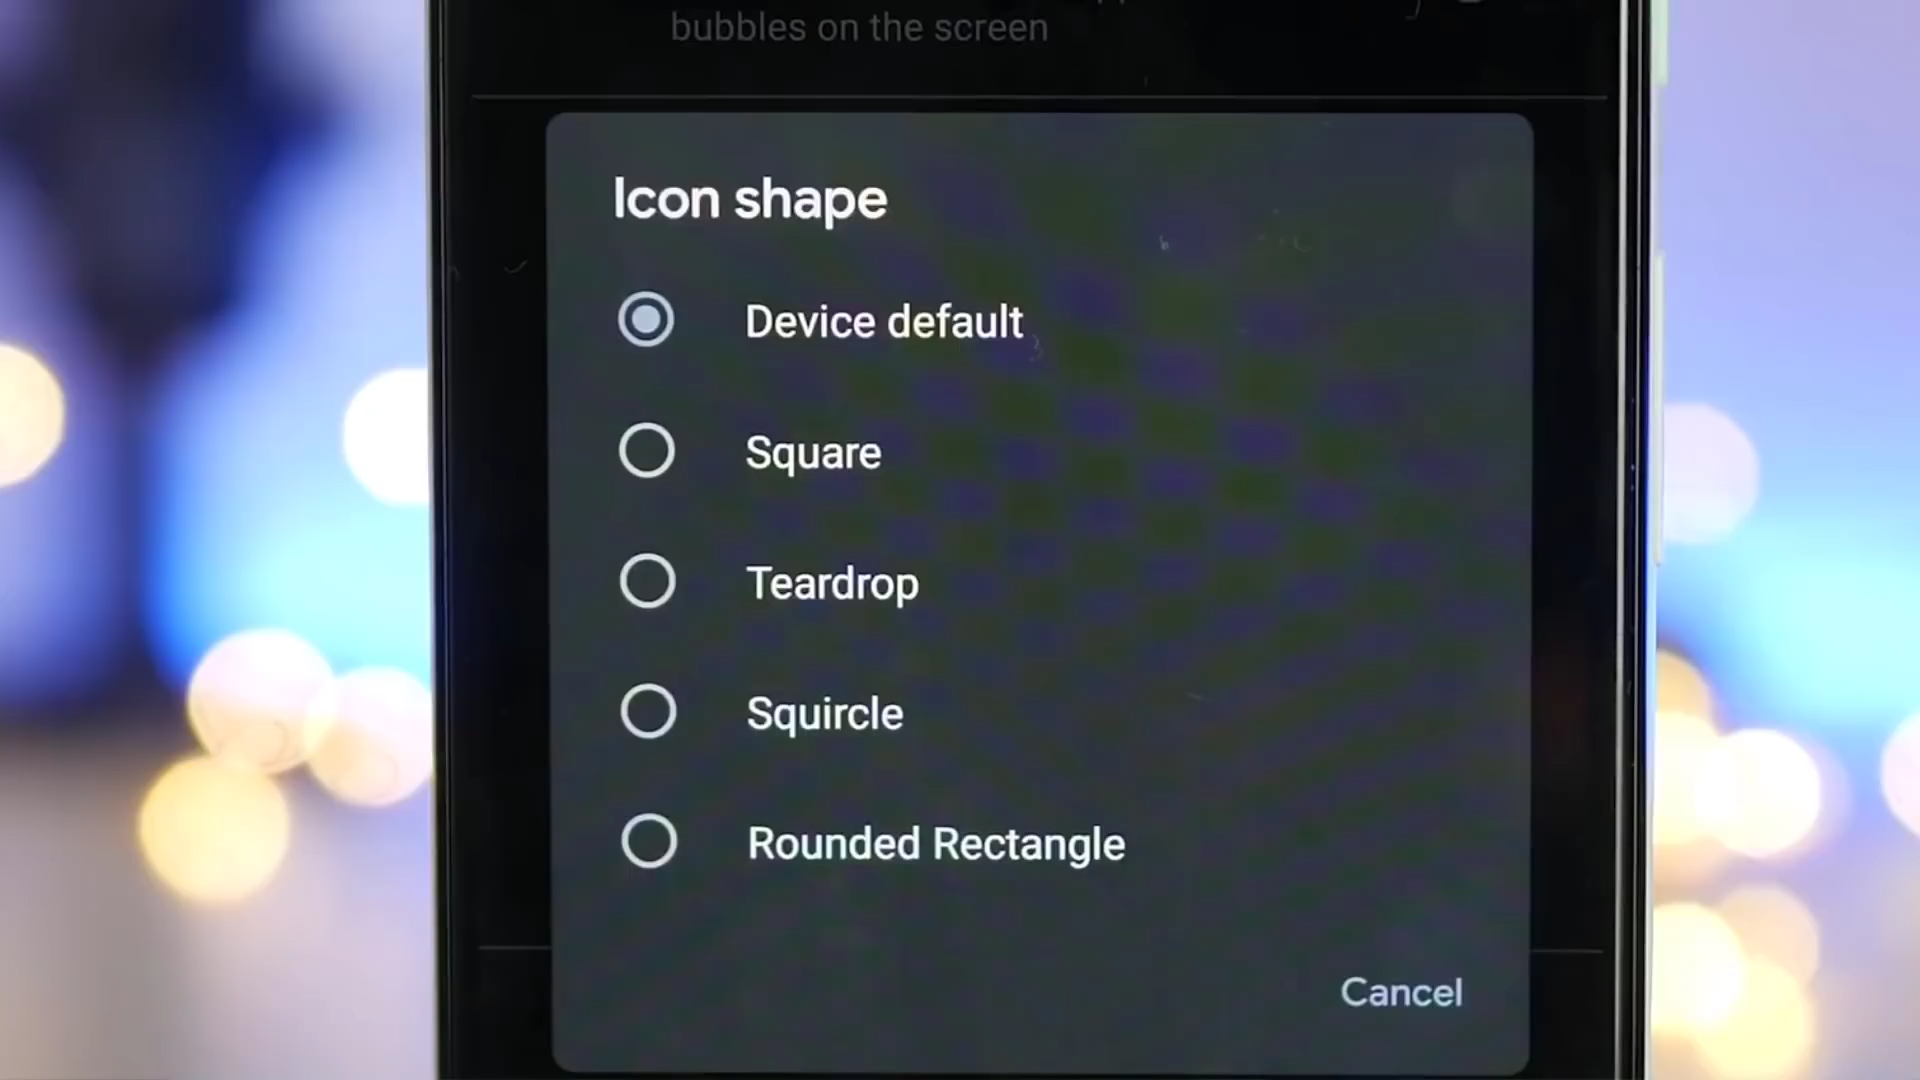 bubbles on the screen
Icon shape
Device default
Square
Teardrop
Squircle
Rounded Rectangle
Cancel